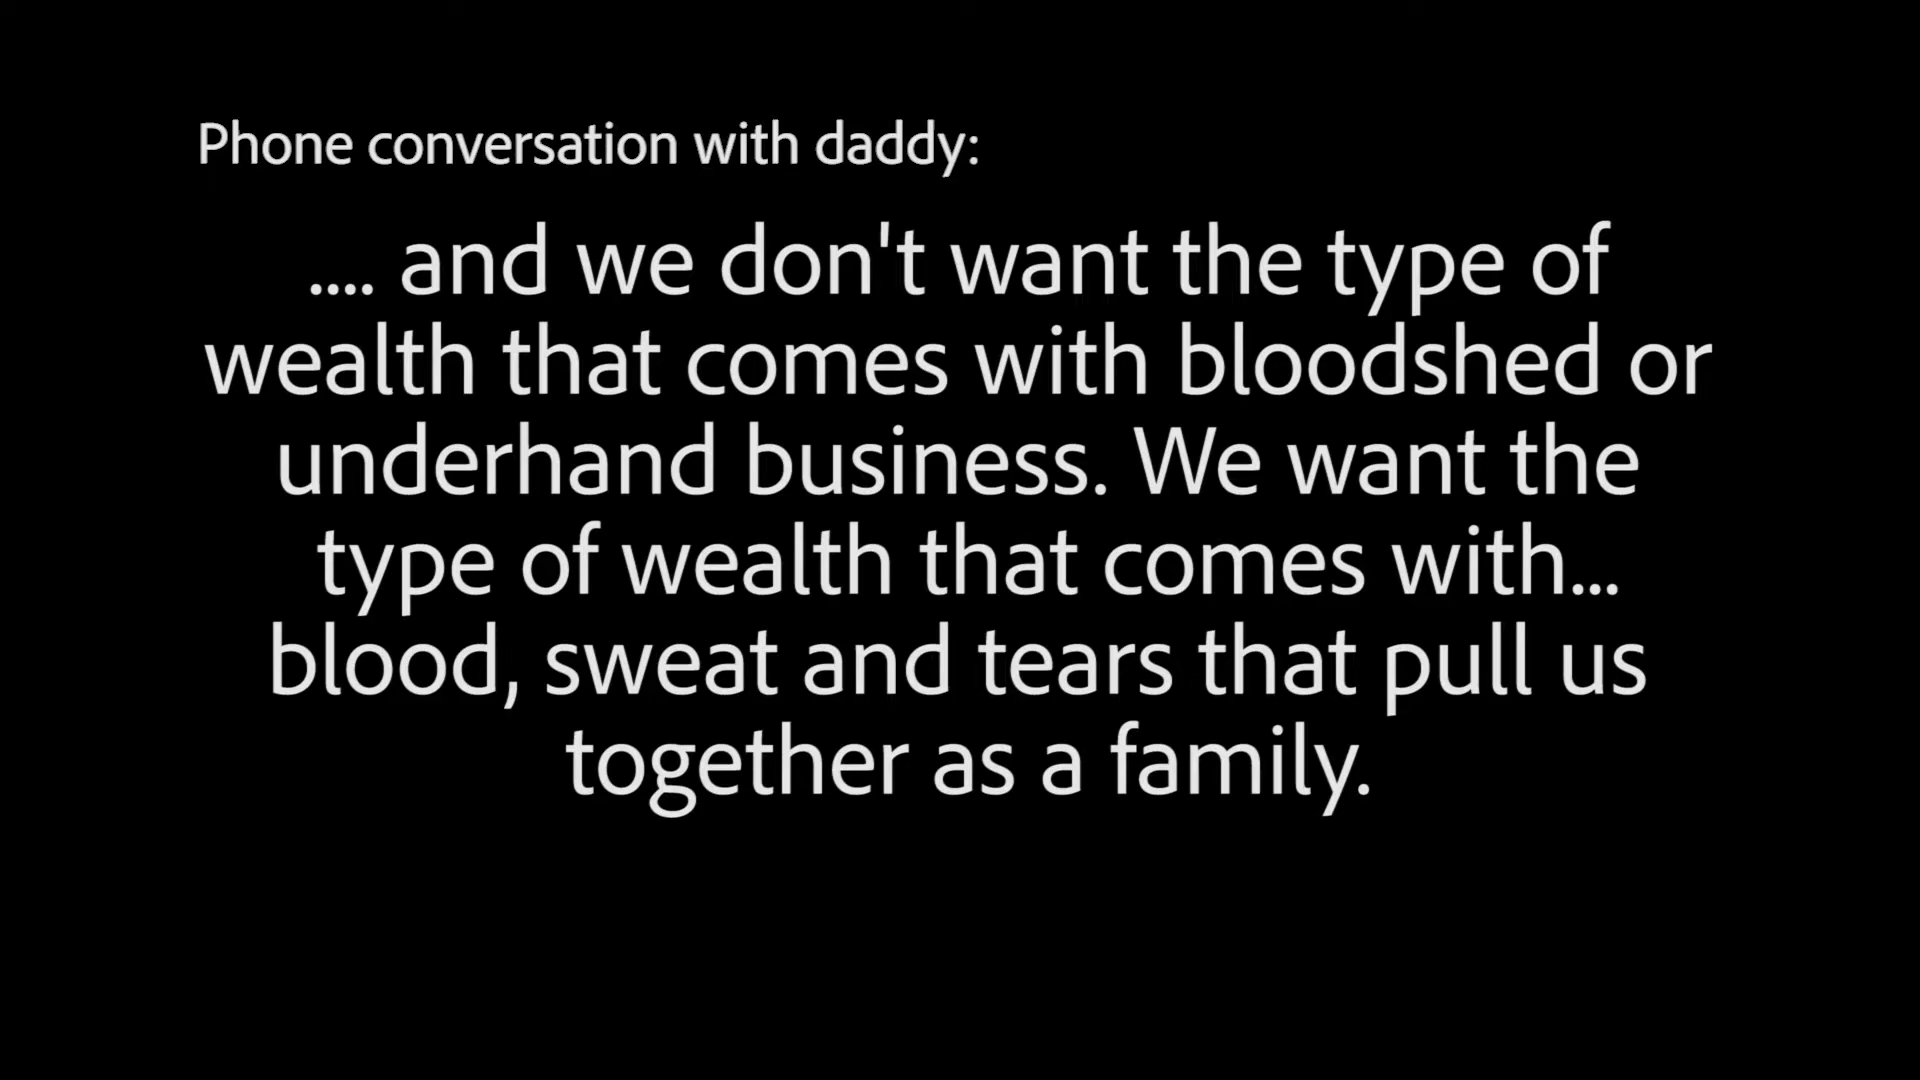 Phone conversation with daddy:
.... and we don't want the type of
wealth that comes with bloodshed or
underhand business. We want the
type of wealth that comes with...
blood, sweat and tears that pull us
together as a family.